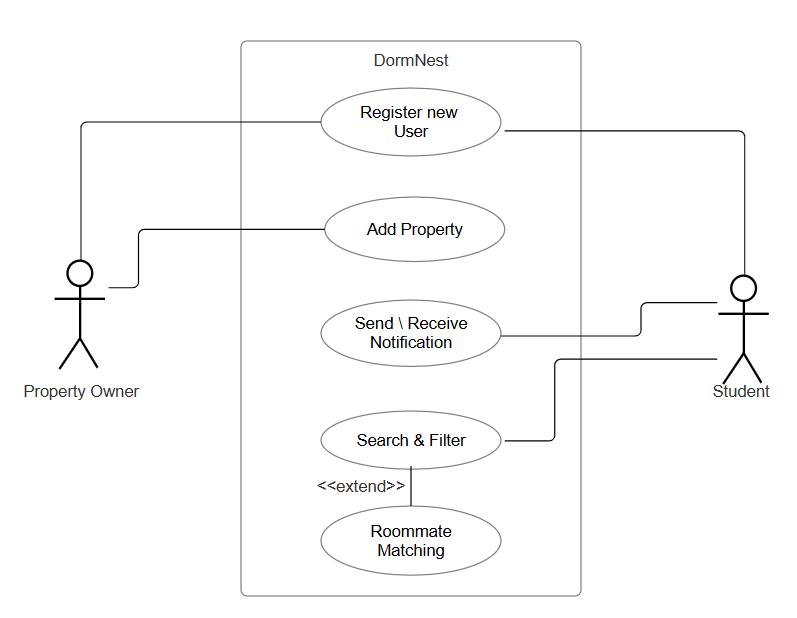 DormNest
Register new
User
Add Property
Send \ Receive
Notification
Property Owner
Student
Search & Filter
<<extend>>
Roommate
Matching